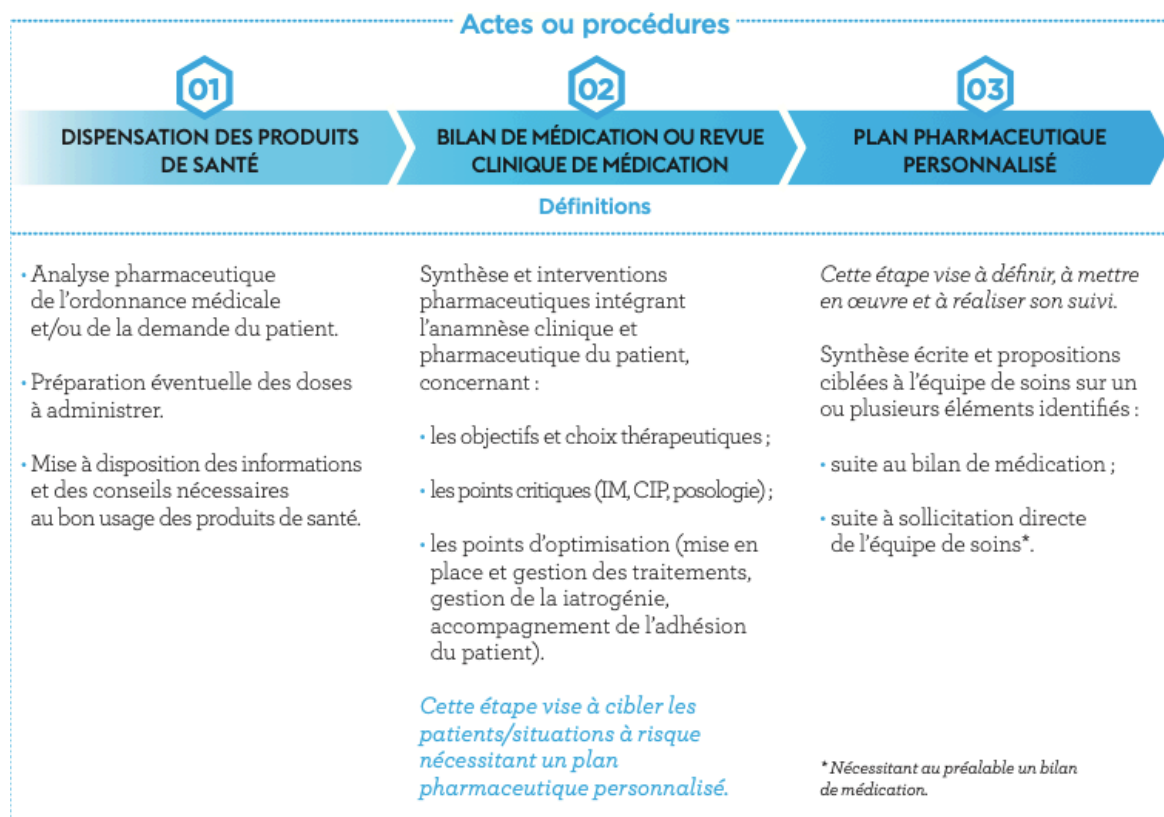 Actes ou procédures
01
DISPENSATION DES PRODUITS
DE SANTÉ
02
BILAN DE MÉDICATION OU REVUE
CLINIQUE DE MÉDICATION
03
PLAN PHARMACEUTIQUE
PERSONNALISÉ
Définitions
• Analyse pharmaceutique
de l'ordonnance médicale
et/ou de la demande du patient.
• Préparation éventuelle des doses
à administrer.
• Mise à disposition des informations
et des conseils nécessaires
au bon usage des produits de santé.
Synthèse et interventions
pharmaceutiques intégrant
l'anamnèse clinique et
pharmaceutique du patient,
concernant :
• les objectifs et choix thérapeutiques ;
• les points critiques (IM, CIP, posologie) ;
• les points d'optimisation (mise en
place et gestion des traitements,
gestion de la iatrogénie,
accompagnement de l'adhésion
du patient).
Cette étape vise à cibler les
patients/situations à risque
nécessitant un plan
pharmaceutique personnalisé.
Cette étape vise à définir, à mettre
en œuvre et à réaliser son suivi.
Synthèse écrite et propositions
ciblées à l'équipe de soins sur un
ou plusieurs éléments identifiés :
• suite au bilan de médication ;
• suite à sollicitation directe
de l'équipe de soins*.
* Nécessitant au préalable un bilan
de médication.